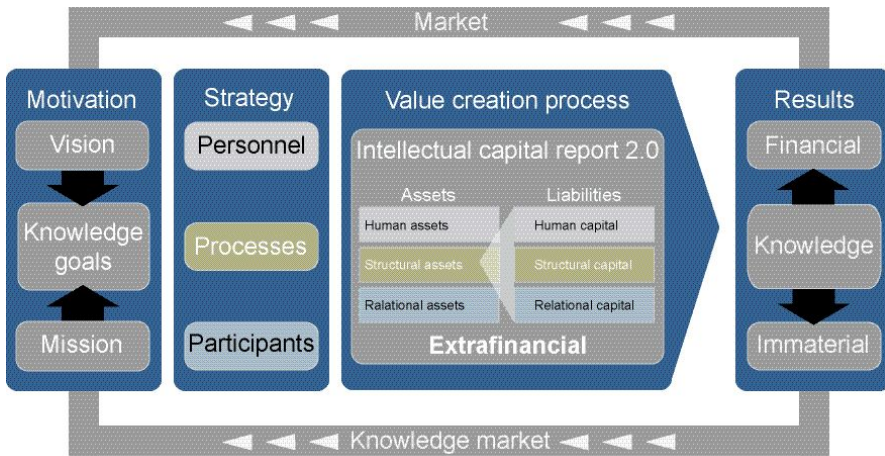 Market
Motivation
Vision
Knowledge
goals
Mission
Strategy
Personnel
Processes
Participants
Value creation process
Intellectual capital report 2.0
Assets
Liabilities
Human assets
Human capital
Structural assets
Structural capital
Ralational assets
Relational capital
Extrafinancial
Results
Financial
Knowledge
Immaterial
Knowledge market